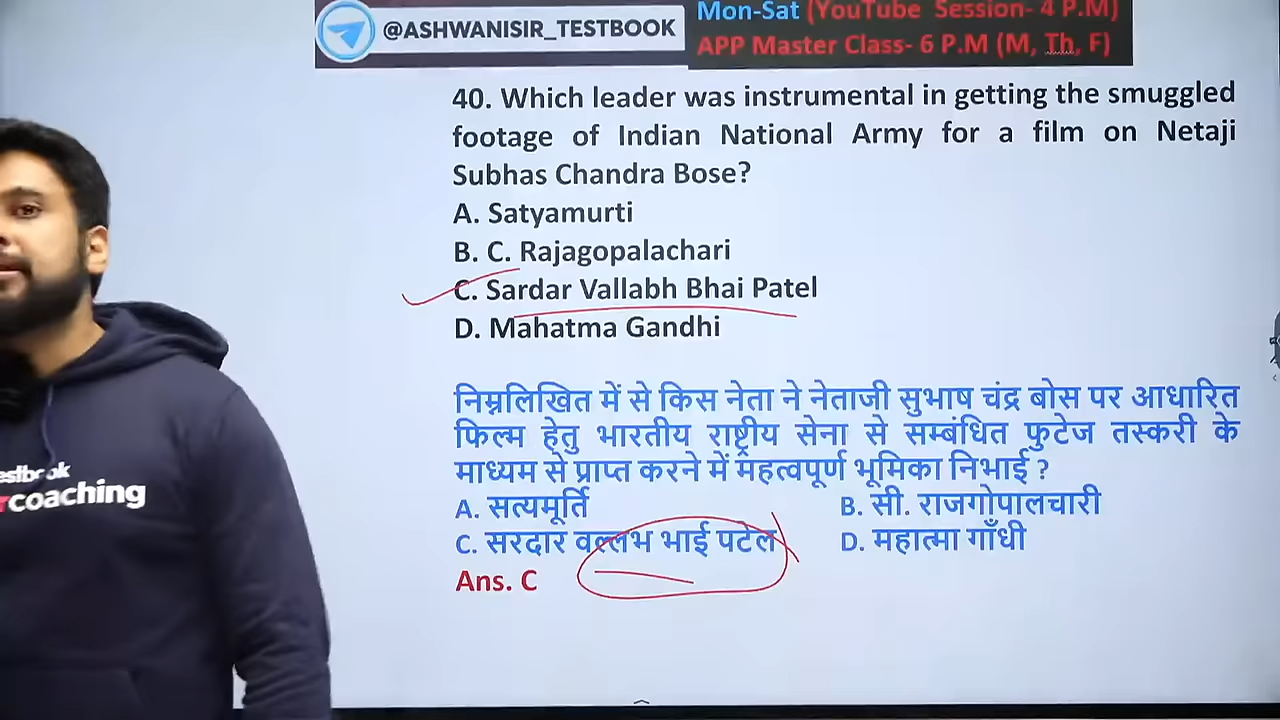 @ASHWANISIR_TESTBOOK
Mon-Sat (YouTube Session- 4 P.M)
APP Master Class- 6 P.M (M, Th, F)
40. Which leader was instrumental in getting the smuggled
footage of Indian National Army for a film on Netaji
Subhas Chandra Bose?
A. Satyamurti
B. C. Rajagopalachari
C. Sardar Vallabh Bhai Patel
D. Mahatma Gandhi
निम्नलिखित में से किस नेता ने नेताजी सुभाष चंद्र बोस पर आधारित
फिल्म हेतु भारतीय राष्ट्रीय सेना से सम्बंधित फुटेज तस्करी के
माध्यम से प्राप्त करने में महत्वपूर्ण भूमिका निभाई ?
A. सत्यमूर्ति B. सी. राजगोपालचारी
C. सरदार वल्लभ भाई पटेल D. महात्मा गाँधी
Ans. C
coaching